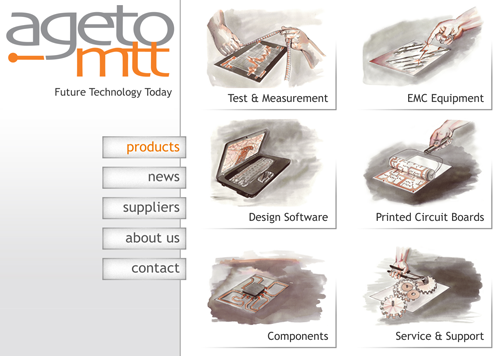 ageto
mtt
Future Technology Today
products
news
suppliers
about us
contact
Test & Measurement
EMC Equipment
Design Software
Printed Circuit Boards
Components
Service & Support